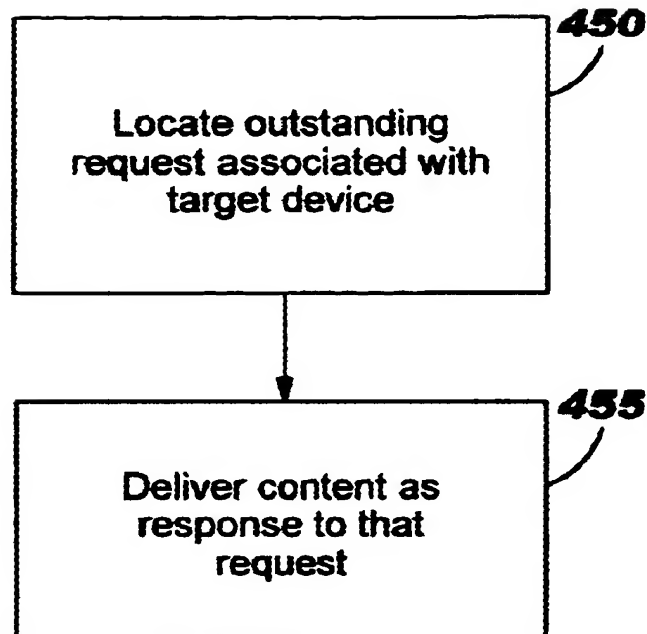 450
Locate outstanding
request associated with
target device
455
Deliver content as
response to that
request